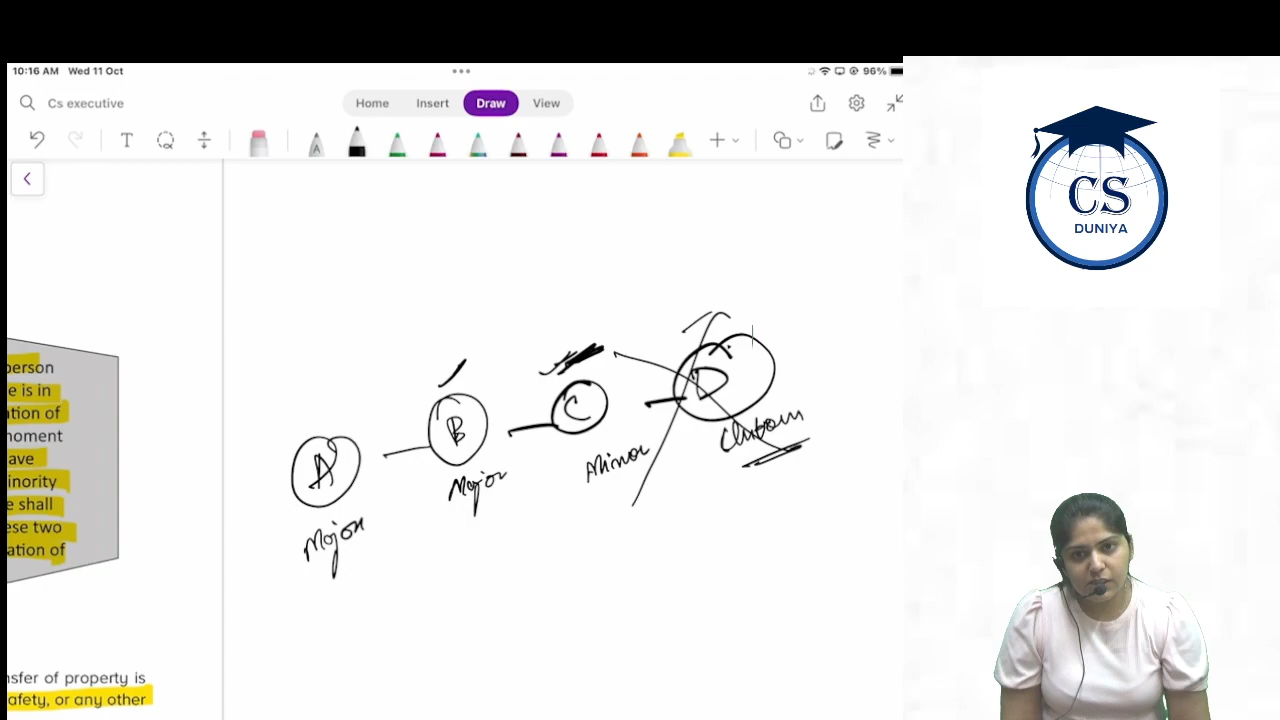 10:16 AM Wed 11 Oct
96%
Cs executive
Home Insert Draw View
T
A
CS
DUNIYA
person
e is in
ation of
moment
ave
inority
e shall
ese two
ation of
D
C
B
A
Minor
Major
Major
nsfer of property is
afety, or any other